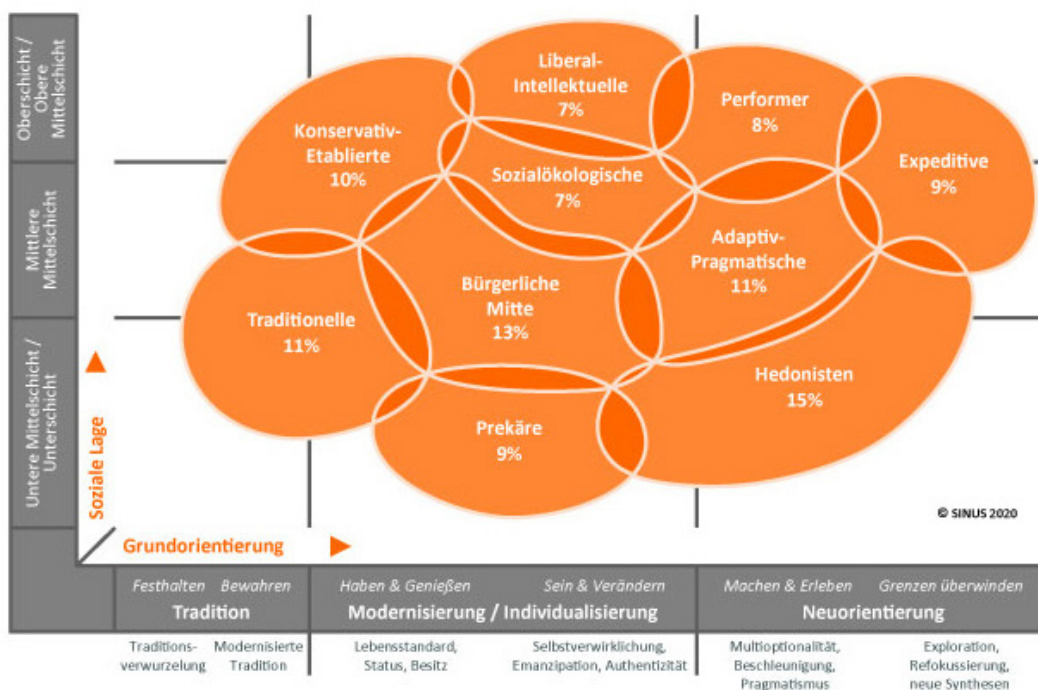 Oberschicht /
Obere
Mittelschicht
Mittlere
Mittelschicht
Untere Mittelschicht /
Unterschicht
Soziale Lage
Liberal-
Intellektuelle
7%
Performer
8%
Konservativ-
Etablierte
10%
Sozialökologische
7%
Expeditive
9%
Adaptiv-
Pragmatische
11%
Bürgerliche
Mitte
13%
Traditionelle
11%
Hedonisten
15%
Prekäre
9%
© SINUS 2020
Grundorientierung
Festhalten Bewahren
Tradition
Haben & Genießen Sein & Verändern
Modernisierung / Individualisierung
Machen & Erleben Grenzen überwinden
Neuorientierung
Traditions-
verwurzelung
Modernisierte
Tradition
Lebensstandard,
Status, Besitz
Selbstverwirklichung,
Emanzipation, Authentizität
Multioptionalität,
Beschleunigung,
Pragmatismus
Exploration,
Refokussierung,
neue Synthesen